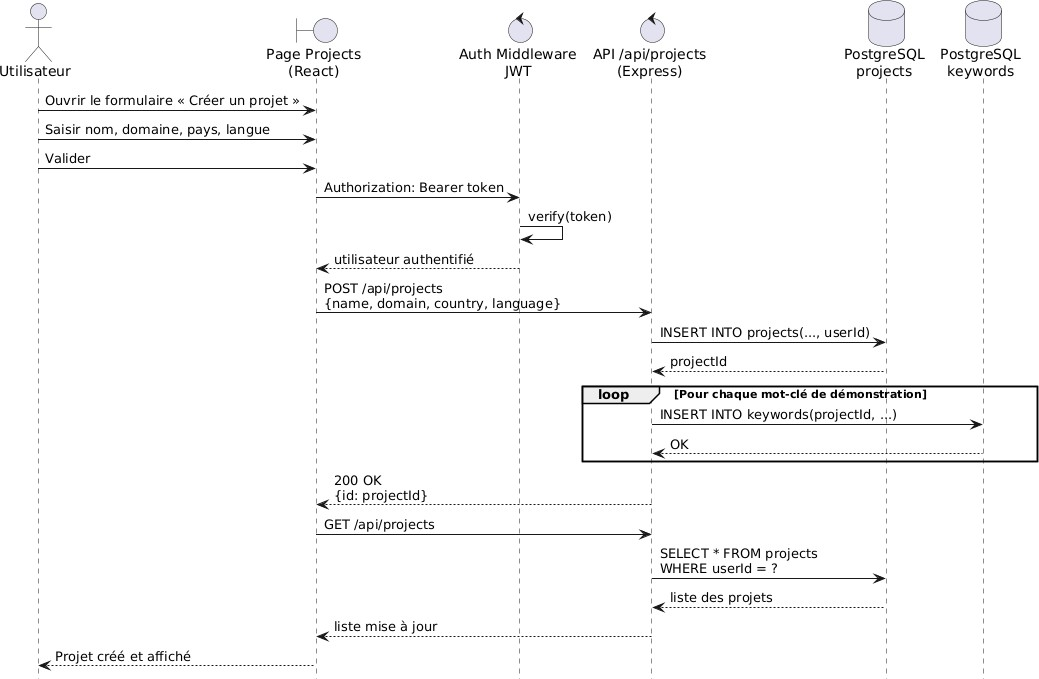 Utilisateur
Page Projects
(React)
Auth Middleware
JWT
API /api/projects
(Express)
PostgreSQL
projects
PostgreSQL
keywords
Ouvrir le formulaire « Créer un projet »
Saisir nom, domaine, pays, langue
Valider
Authorization: Bearer token
verify(token)
utilisateur authentifié
POST /api/projects
{name, domain, country, language}
INSERT INTO projects(..., userId)
projectId
loop [Pour chaque mot-clé de démonstration]
INSERT INTO keywords(projectId, ...)
OK
200 OK
{id: projectId}
GET /api/projects
SELECT * FROM projects
WHERE userId = ?
liste des projets
liste mise à jour
Projet créé et affiché